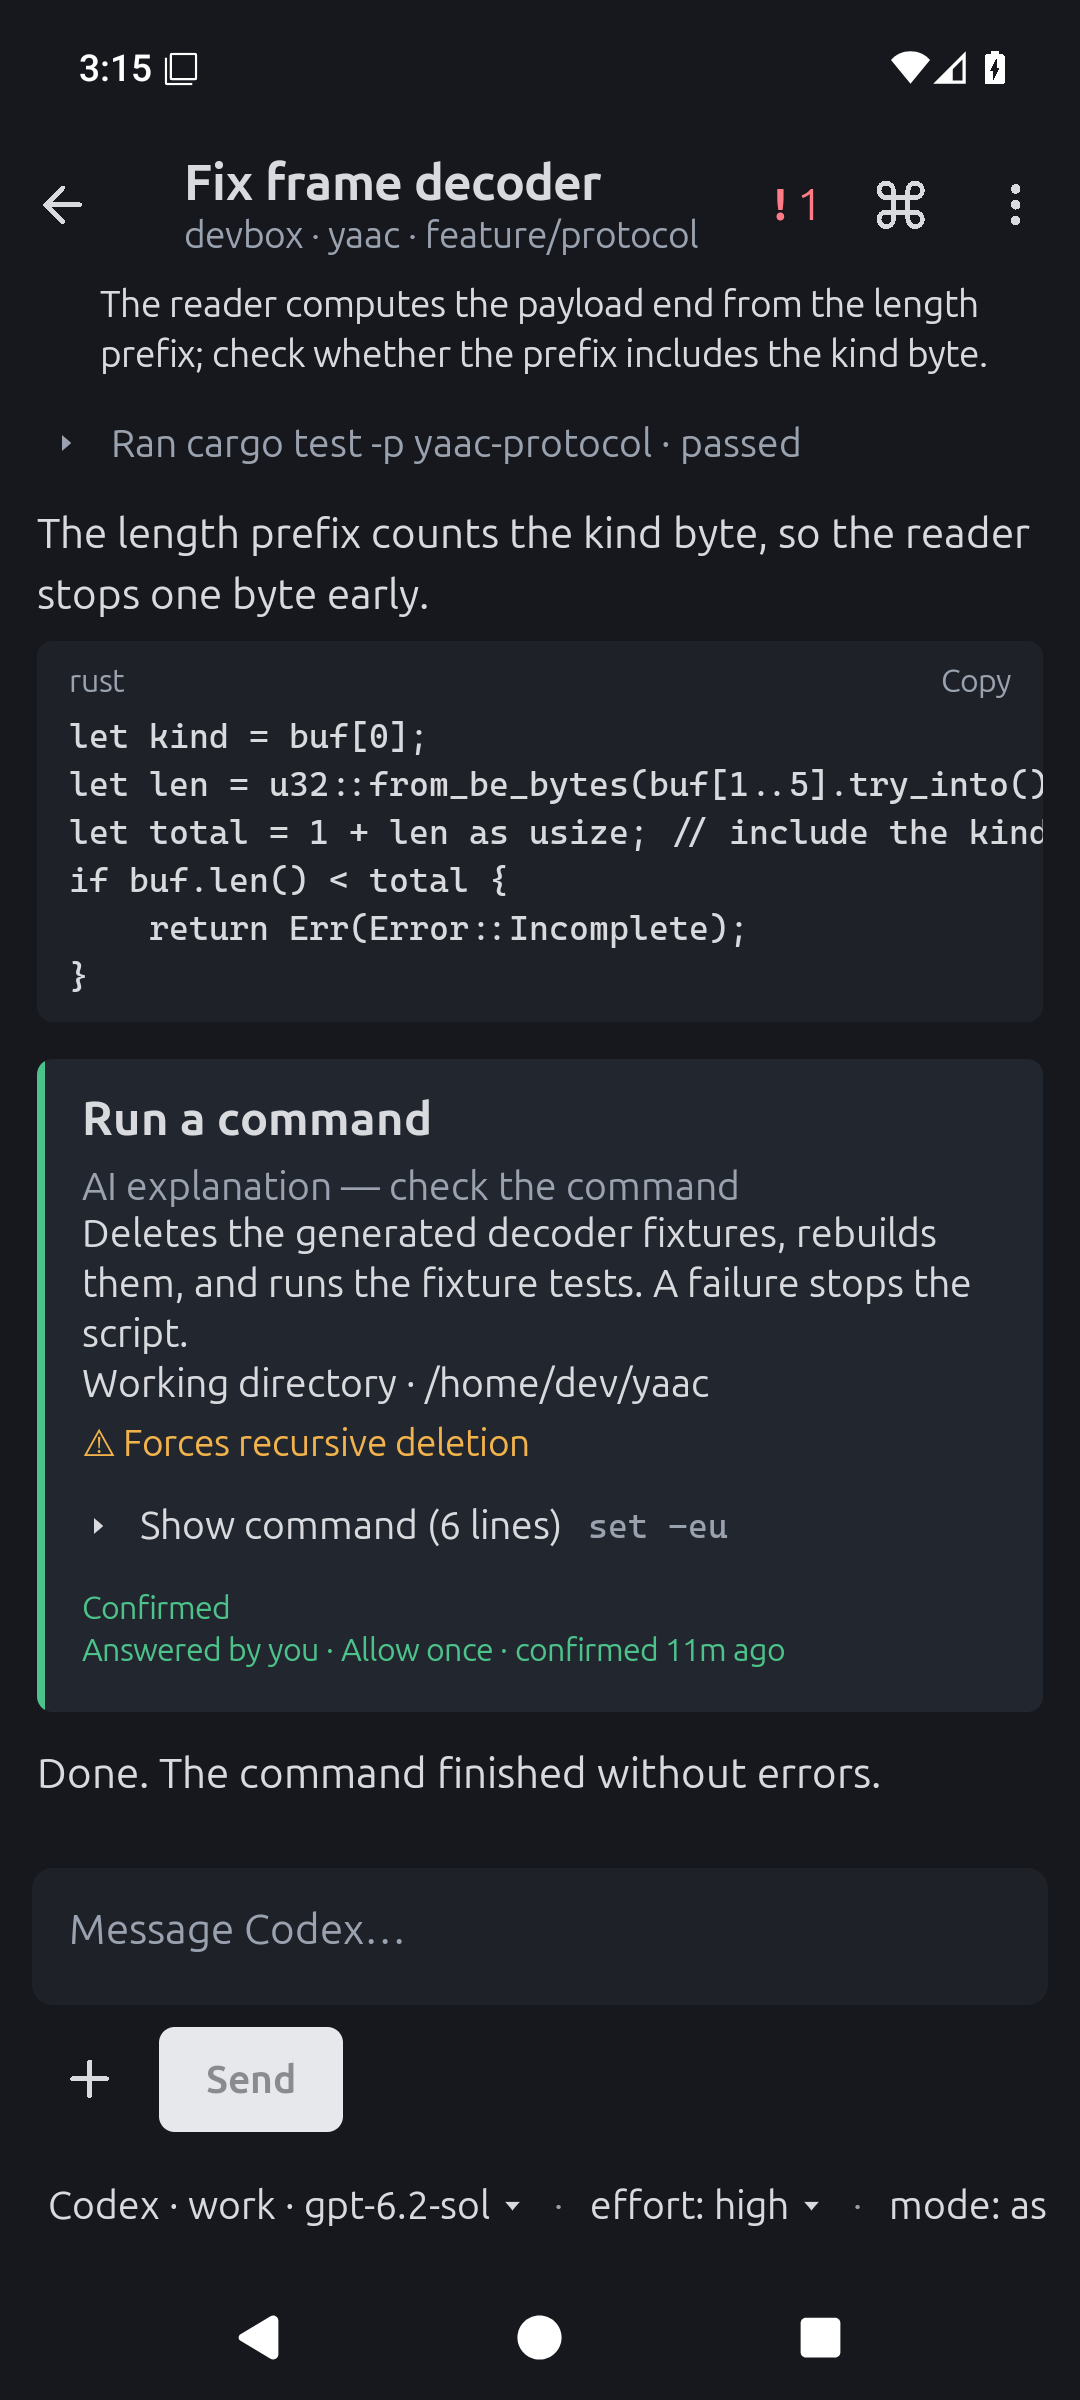 3:15
Fix frame decoder
devbox · yaac · feature/protocol
! 1
The reader computes the payload end from the length
prefix; check whether the prefix includes the kind byte.
Ran cargo test -p yaac-protocol · passed
The length prefix counts the kind byte, so the reader
stops one byte early.
rust
Copy
let kind = buf[0];
let len = u32::from_be_bytes(buf[1..5].try_into()
let total = 1 + len as usize; // include the kind
if buf.len() < total {
    return Err(Error::Incomplete);
}
Run a command
AI explanation — check the command
Deletes the generated decoder fixtures, rebuilds
them, and runs the fixture tests. A failure stops the
script.
Working directory · /home/dev/yaac
⚠ Forces recursive deletion
Show command (6 lines) set -eu
Confirmed
Answered by you · Allow once · confirmed 11m ago
Done. The command finished without errors.
Message Codex…
Send
Codex · work · gpt-6.2-sol · effort: high · mode: as